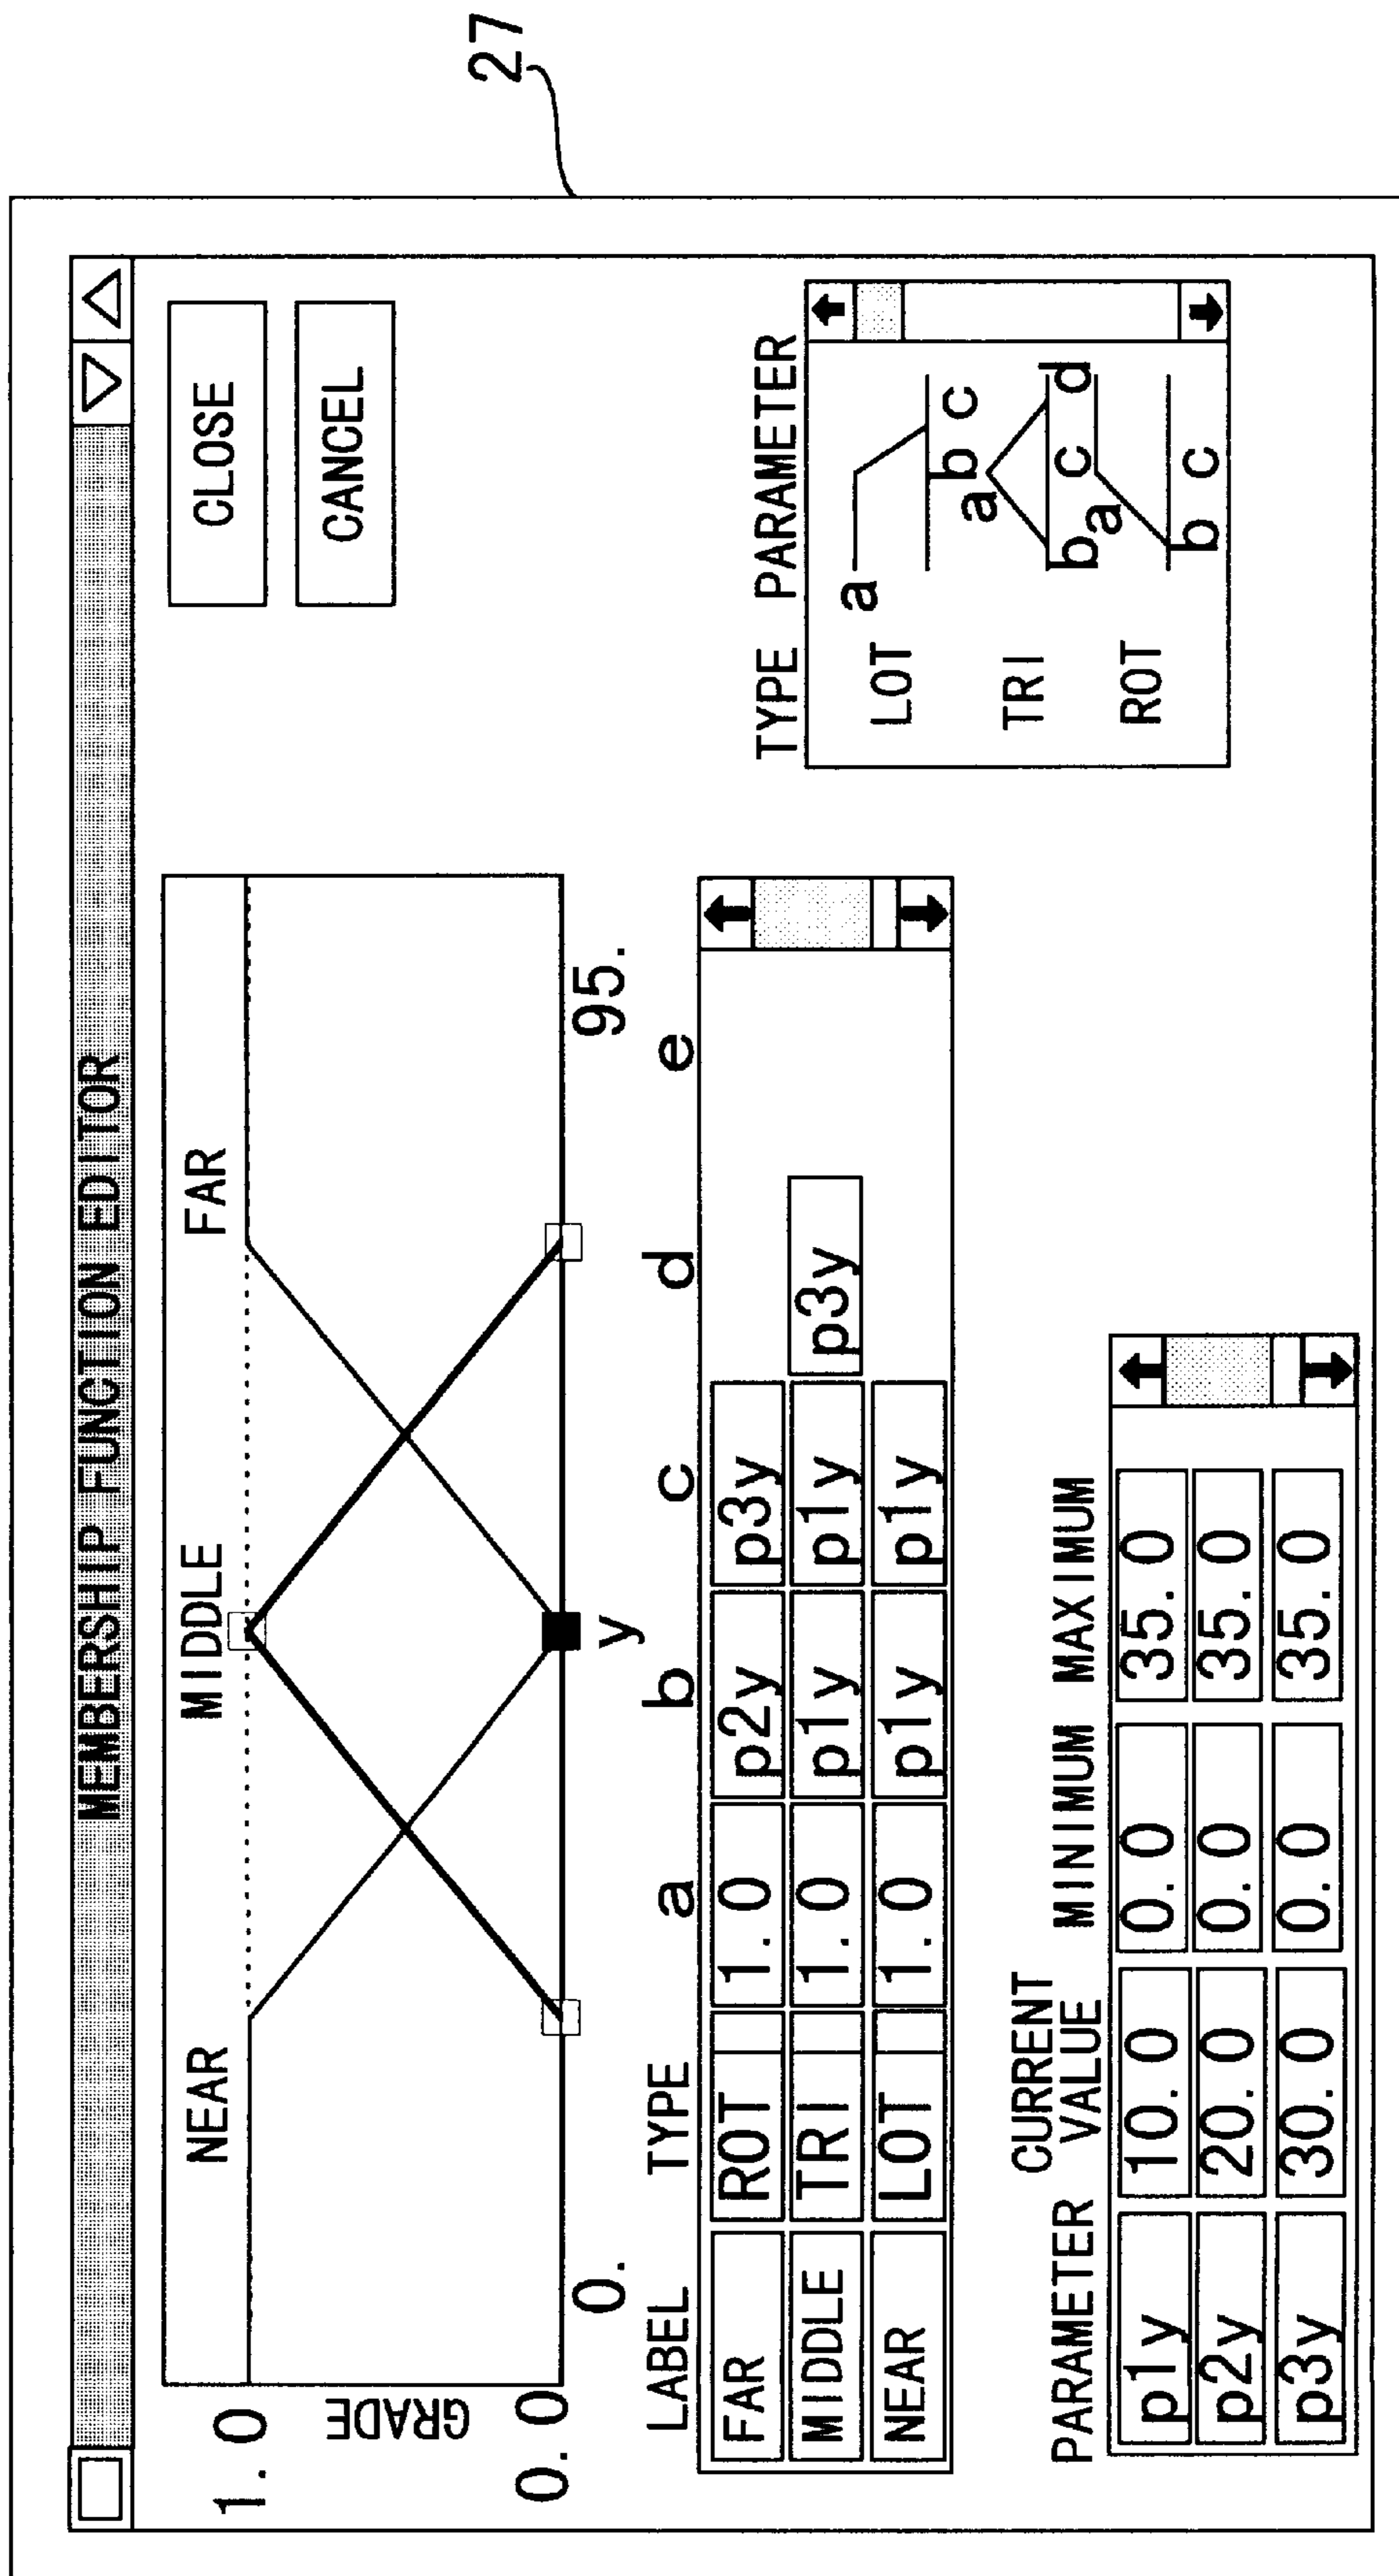 27
MEMBERSHIP FUNCTION EDITOR
CLOSE
CANCEL
NEAR
MIDDLE
FAR
1. 0
GRADE
0. 0
0.
y
95.
LABEL TYPE a b c d e
FAR ROT 1. 0 p2y p3y
MIDDLE TRI 1. 0 p1y p1y p3y
NEAR LOT 1. 0 p1y p1y
TYPE PARAMETER
LOT a b c
TRI a b c d
ROT a b c
PARAMETER CURRENT VALUE MINIMUM MAXIMUM
p1y 10. 0 0. 0 35. 0
p2y 20. 0 0. 0 35. 0
p3y 30. 0 0. 0 35. 0